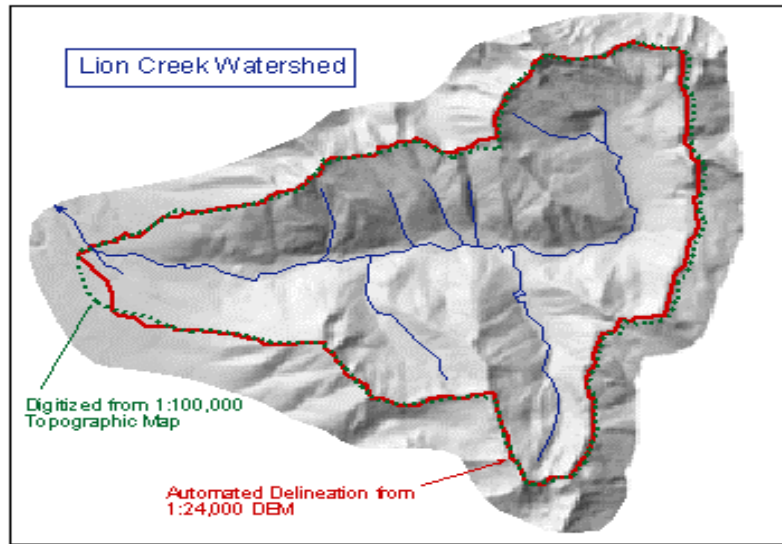 Lion Creek Watershed
Digitized from 1:100,000
Topographic Map
Automated Delineation from
1:24,000 DEM